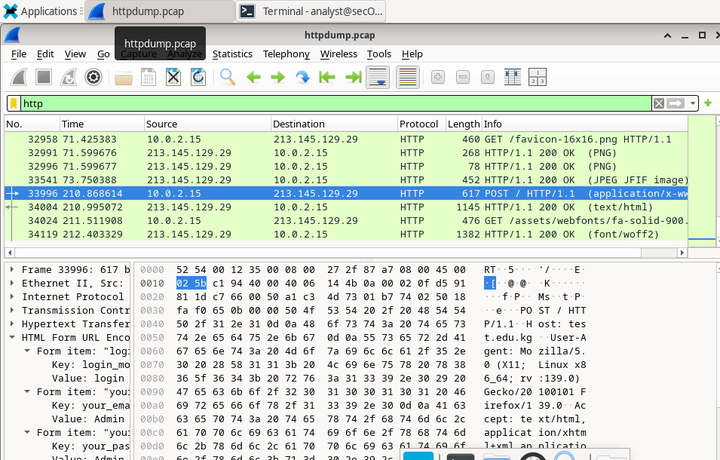 Applications
httpdump.pcap
Terminal - analyst@secO...
httpdump.pcap
httpdump.pcap
File Edit View Go Capture Analyze Statistics Telephony Wireless Tools Help
http
No. Time Source Destination Protocol Length Info
32958 71.425383 10.0.2.15 213.145.129.29 HTTP 460 GET /favicon-16x16.png HTTP/1.1
32991 71.599676 213.145.129.29 10.0.2.15 HTTP 268 HTTP/1.1 200 OK (PNG)
32996 71.599677 213.145.129.29 10.0.2.15 HTTP 78 HTTP/1.1 200 OK (PNG)
33541 73.750388 213.145.129.29 10.0.2.15 HTTP 452 HTTP/1.1 200 OK (JPEG JFIF image)
33996 210.868614 10.0.2.15 213.145.129.29 HTTP 617 POST / HTTP/1.1 (application/x-ww
34004 210.995072 213.145.129.29 10.0.2.15 HTTP 1145 HTTP/1.1 200 OK (text/html)
34024 211.511908 10.0.2.15 213.145.129.29 HTTP 476 GET /assets/webfonts/fa-solid-900.
34119 212.403329 213.145.129.29 10.0.2.15 HTTP 1382 HTTP/1.1 200 OK (font/woff2)
Frame 33996: 617 b 0000 52 54 00 12 35 00 08 00 27 2f 87 a7 08 00 45 00 RT··5···'/····E·
Ethernet II, Src: 0010 02 5b c1 94 40 00 40 06 14 4b 0a 00 02 0f d5 91 ·[··@·@··K······
Internet Protocol 0020 81 1d c7 66 00 50 a1 c3 4d 73 01 b7 74 02 50 18 ···f·P··Ms··t·P·
Transmission Contr 0030 fa f0 65 0b 00 00 50 4f 53 54 20 2f 20 48 54 54 ··e···PO ST / HTT
Hypertext Transfer 0040 50 2f 31 2e 31 0d 0a 48 6f 73 74 3a 20 74 65 73 P/1.1··H ost: tes
HTML Form URL Enco 0050 74 2e 65 64 75 2e 6b 67 0d 0a 55 73 65 72 2d 41 t.edu.kg ··User-A
Form item: "logi 0060 67 65 6e 74 3a 20 4d 6f 7a 69 6c 6c 61 2f 35 2e gent: Mo zilla/5.
Key: login_mo 0070 30 20 28 58 31 31 3b 20 4c 69 6e 75 78 20 78 38 0 (X11; Linux x8
Value: login 0080 36 5f 36 34 3b 20 72 76 3a 31 33 39 2e 30 29 20 6_64; rv :139.0)
Form item: "your 0090 47 65 63 6b 6f 2f 32 30 31 30 30 31 30 31 20 46 Gecko/20 100101 F
Key: your_ema 00a0 69 72 65 66 6f 78 2f 31 33 39 2e 30 0d 0a 41 63 irefox/1 39.0··Ac
Value: Admin 00b0 63 65 70 74 3a 20 74 65 78 74 2f 68 74 6d 6c 2c cept: te xt/html,
Form item: "your 00c0 61 70 70 6c 69 63 61 74 69 6f 6e 2f 78 68 74 6d applicat ion/xhtm
Key: your_pas 00d0 6c 2b 78 6d 6c 2c 61 70 70 6c 69 63 61 74 69 6f l+xml,ap plicatio